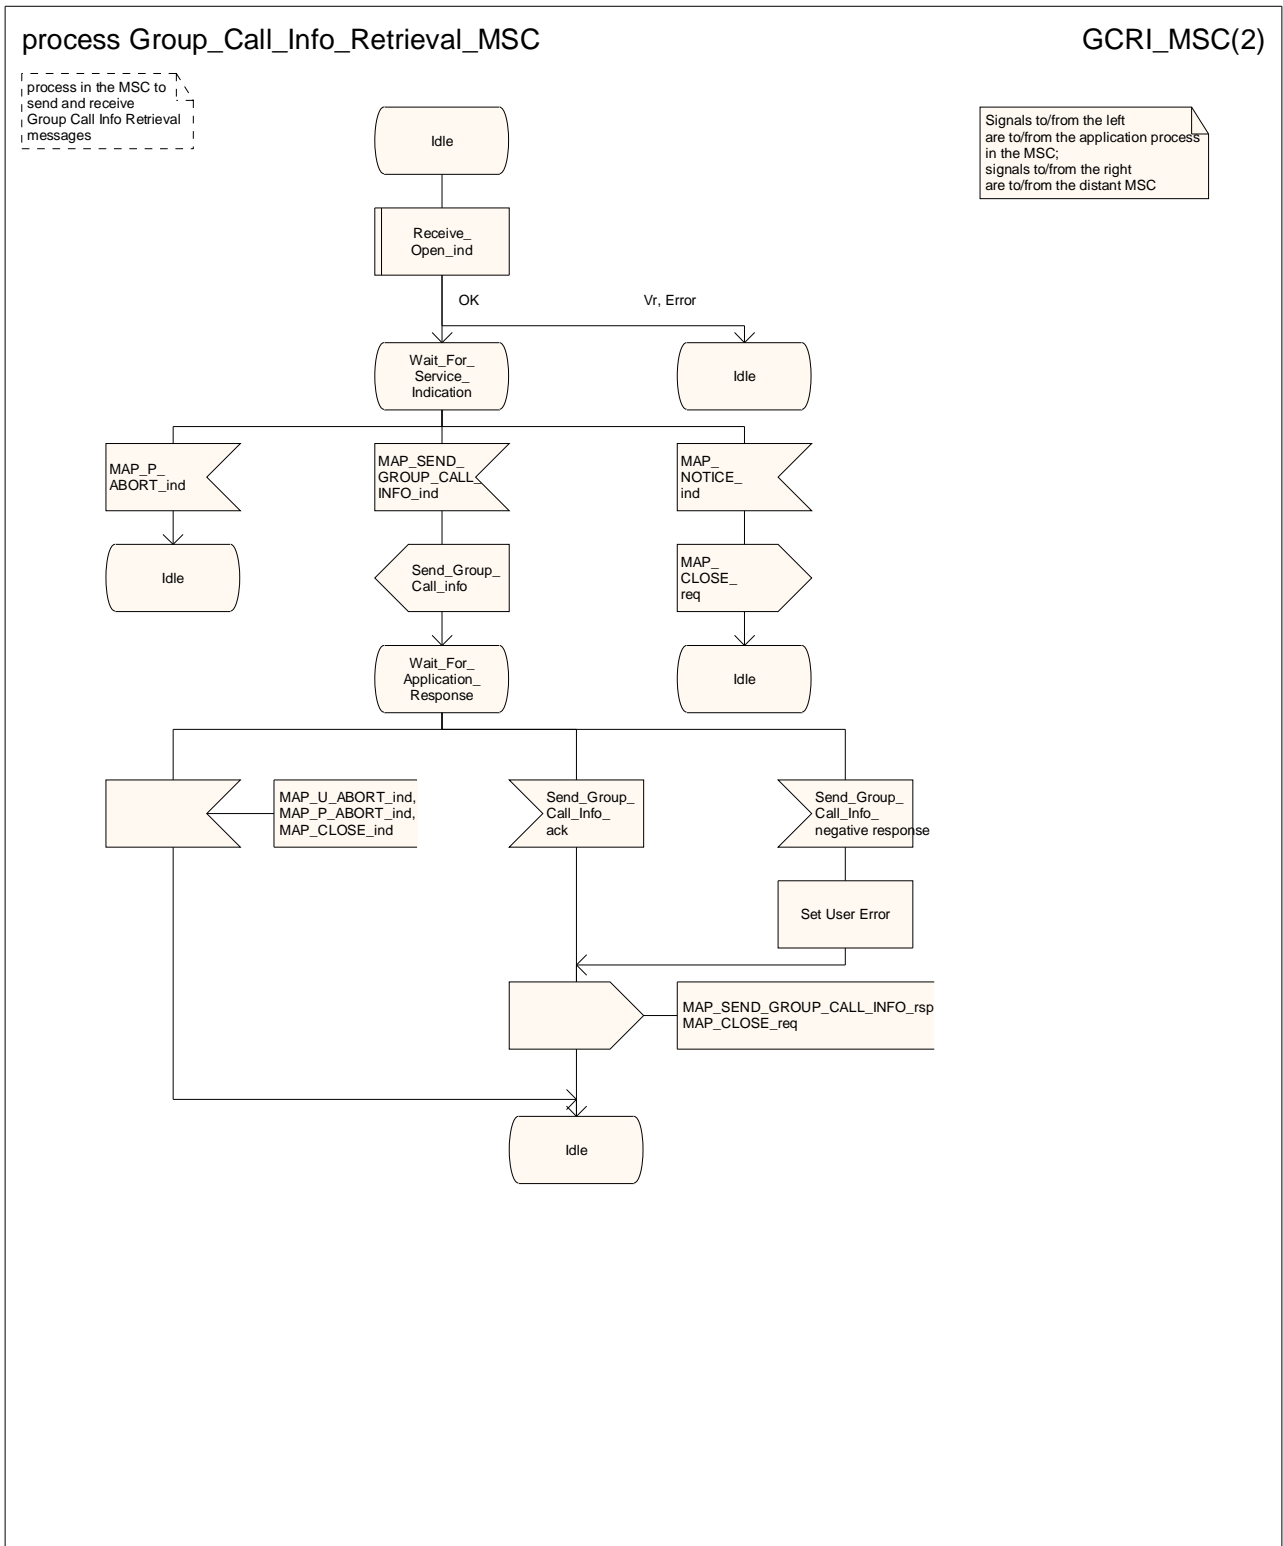 process Group_Call_Info_Retrieval_MSC
GCRI_MSC(2)
process in the MSC to
send and receive
Group Call Info Retrieval
messages
Signals to/from the left
are to/from the application process
in the MSC;
signals to/from the right
are to/from the distant MSC
Idle
Receive_
Open_ind
OK
Vr, Error
Wait_For_
Service_
Indication
Idle
MAP_P_
ABORT_ind
MAP_SEND_
GROUP_CALL_
INFO_ind
MAP_
NOTICE_
ind
Idle
Send_Group_
Call_info
MAP_
CLOSE_
req
Wait_For_
Application_
Response
Idle
MAP_U_ABORT_ind,
MAP_P_ABORT_ind,
MAP_CLOSE_ind
Send_Group_
Call_Info_
ack
Send_Group_
Call_Info_
negative response
Set User Error
MAP_SEND_GROUP_CALL_INFO_rsp
MAP_CLOSE_req
Idle